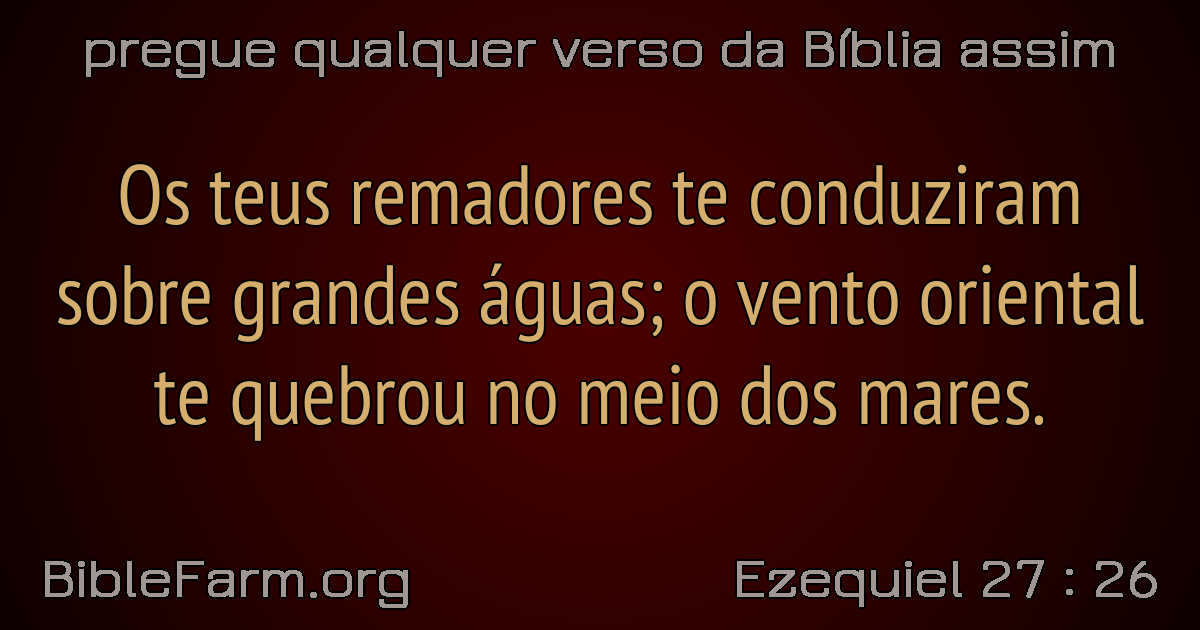 pregue qualquer verso da Bíblia assim
Os teus remadores te conduziram
sobre grandes águas; o vento oriental
te quebrou no meio dos mares.
BibleFarm.org
Ezequiel 27 : 26